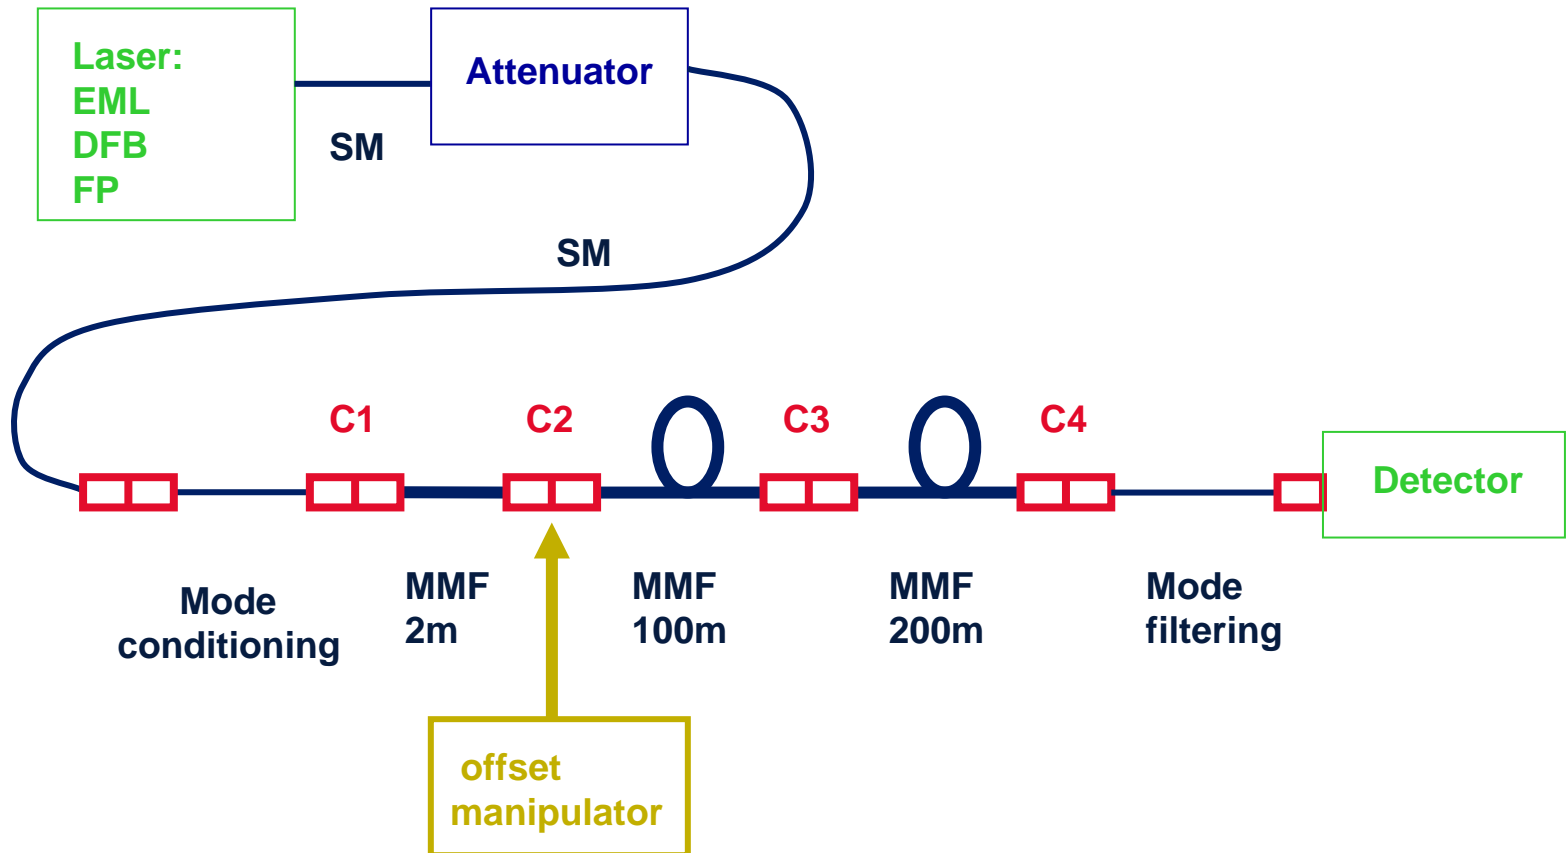 Laser:
EML
DFB
FP
Attenuator
SM
SM
C1
C2
C3
C4
Detector
Mode
conditioning
MMF
2m
MMF
100m
MMF
200m
Mode
filtering
offset
manipulator